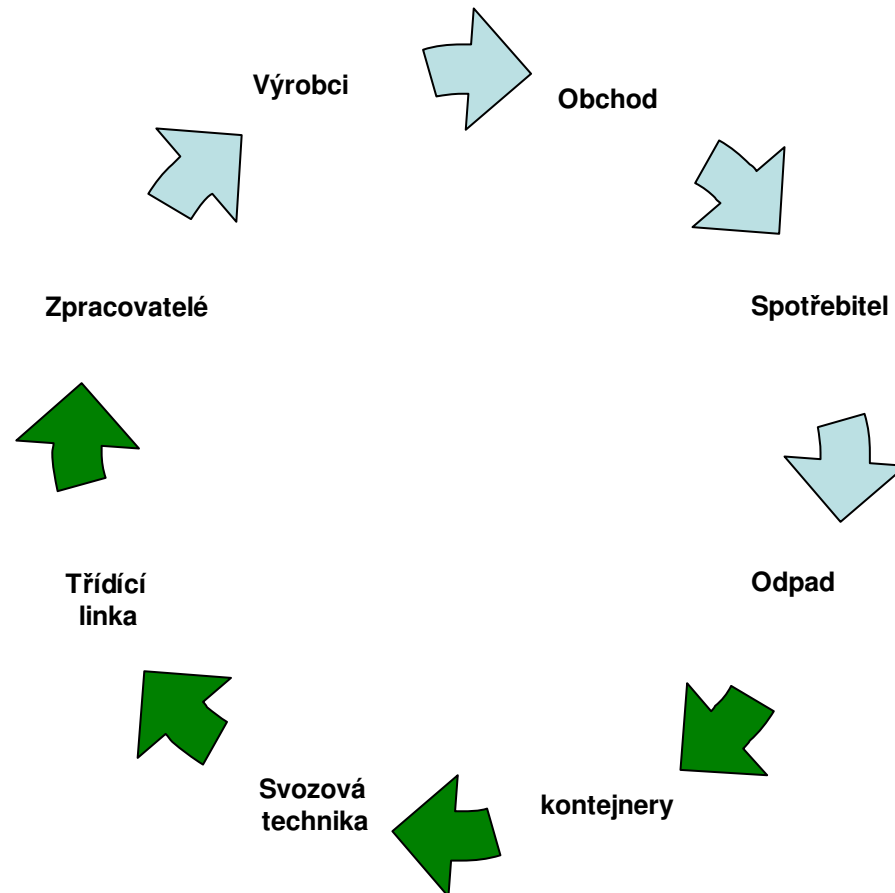 Výrobci
Obchod
Spotřebitel
Odpad
kontejnery
Svozová
technika
Třídící
linka
Zpracovatelé